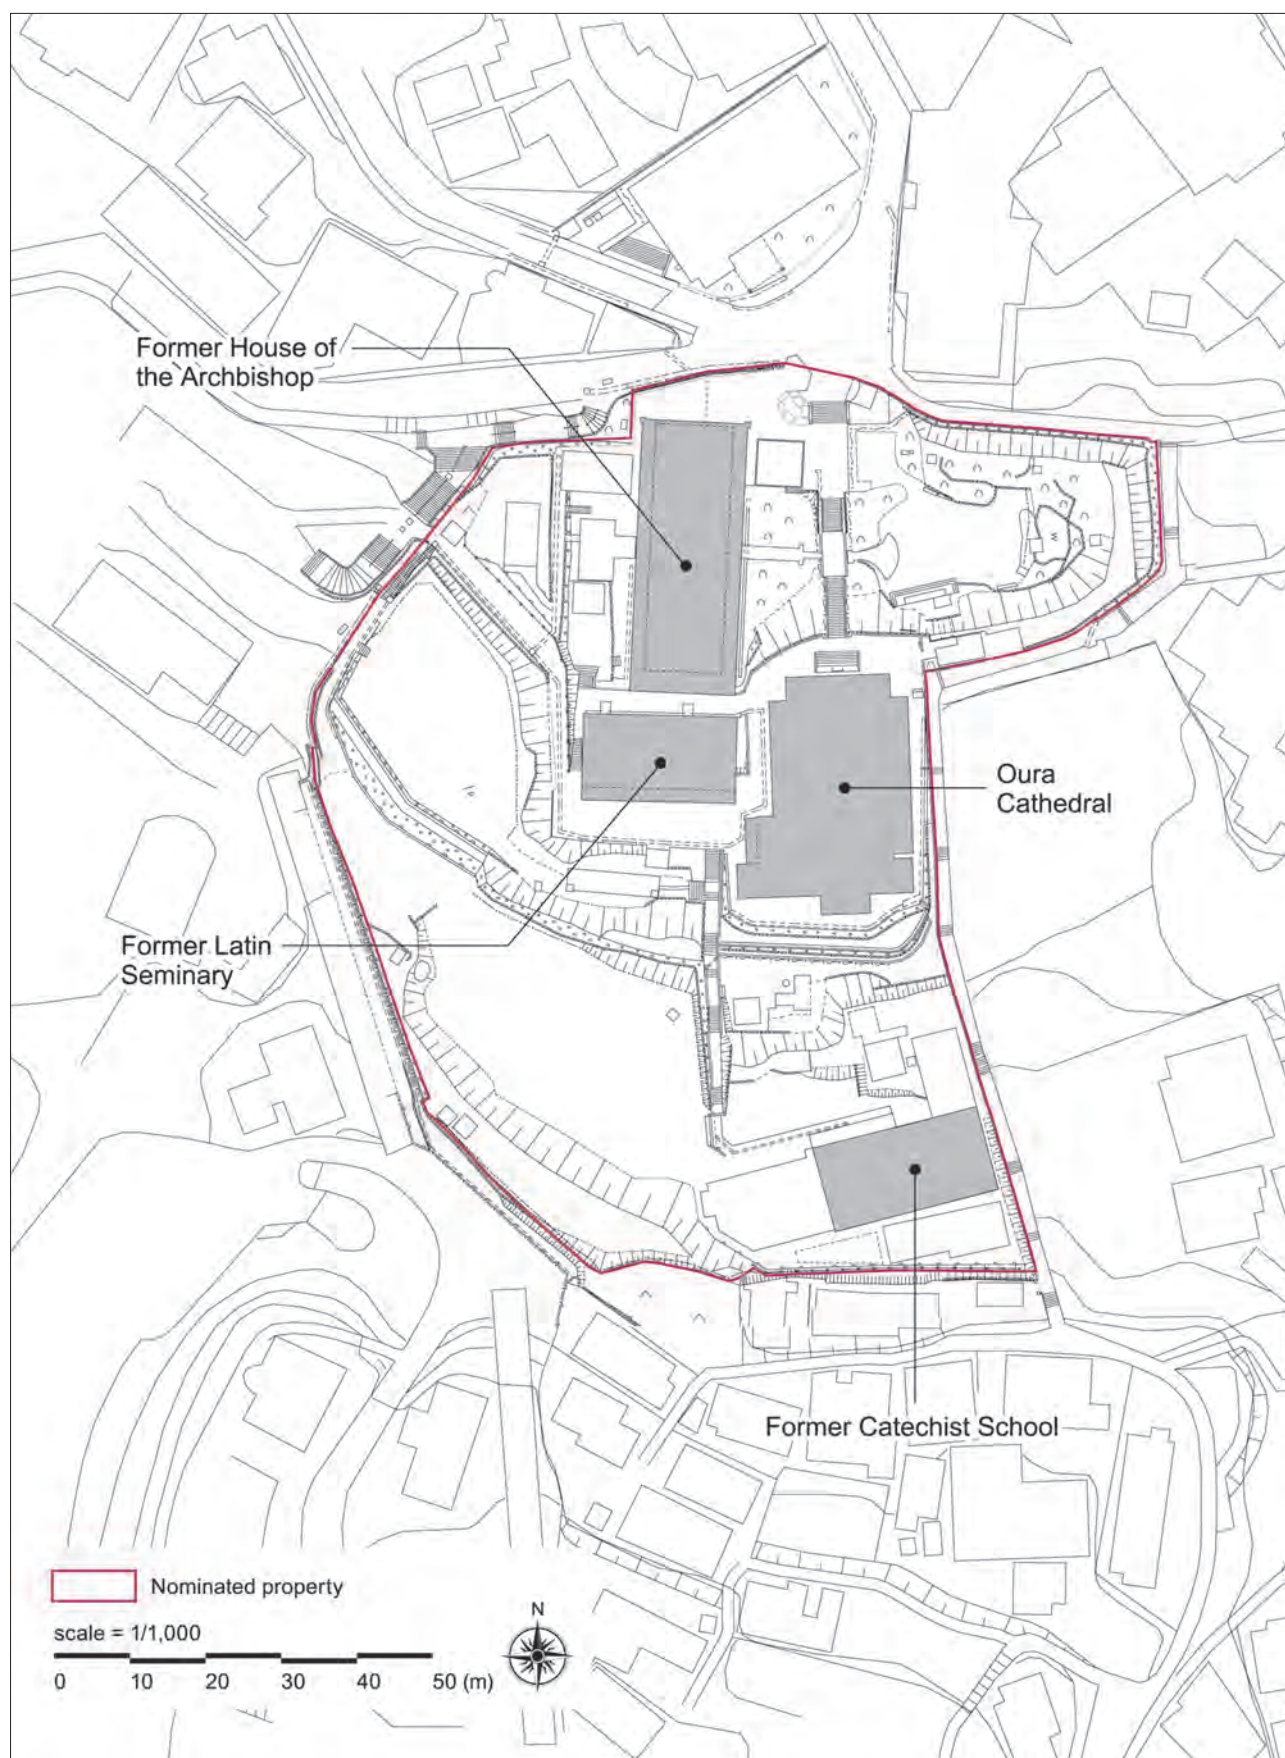 Former House of
the Archbishop
Oura
Cathedral
Former Latin
Seminary
Former Catechist School
Nominated property
scale = 1/1,000
0 10 20 30 40 50 (m)
N
W